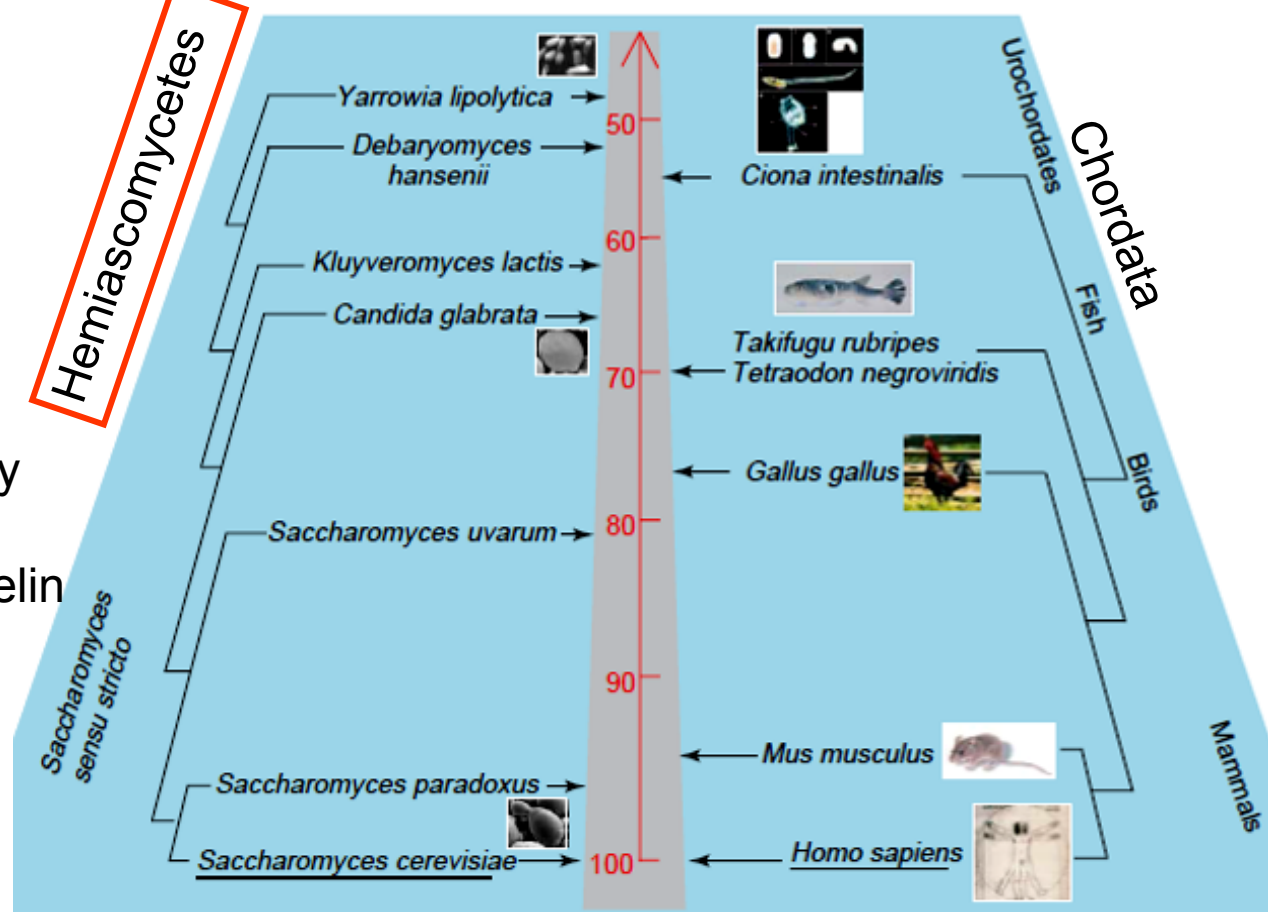 Hemiascomycetes
Yarrowia lipolytica
Debaryomyces
hansenii
Kluyveromyces lactis
Candida glabrata
Saccharomyces uvarum
Saccharomyces
sensu stricto
Saccharomyces paradoxus
Saccharomyces cerevisiae
y
elin
50
60
70
80
90
100
Ciona intestinalis
Takifugu rubripes
Tetraodon negroviridis
Gallus gallus
Mus musculus
Homo sapiens
Urochordates
Fish
Birds
Mammals
Chordata